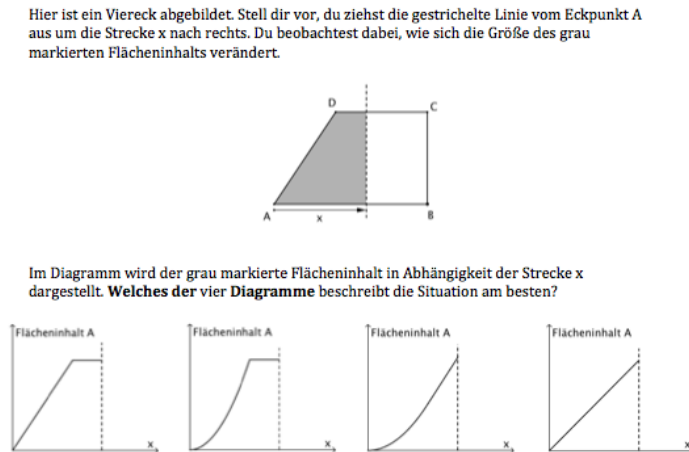 Hier ist ein Viereck abgebildet. Stell dir vor, du ziehst die gestrichelte Linie vom Eckpunkt A
aus um die Strecke x nach rechts. Du beobachtest dabei, wie sich die Größe des grau
markierten Flächeninhalts verändert.
D
C
A
x
B
Im Diagramm wird der grau markierte Flächeninhalt in Abhängigkeit der Strecke x
dargestellt. Welches der vier Diagramme beschreibt die Situation am besten?
Flächeninhalt A
Flächeninhalt A
Flächeninhalt A
Flächeninhalt A
x
x
x
x